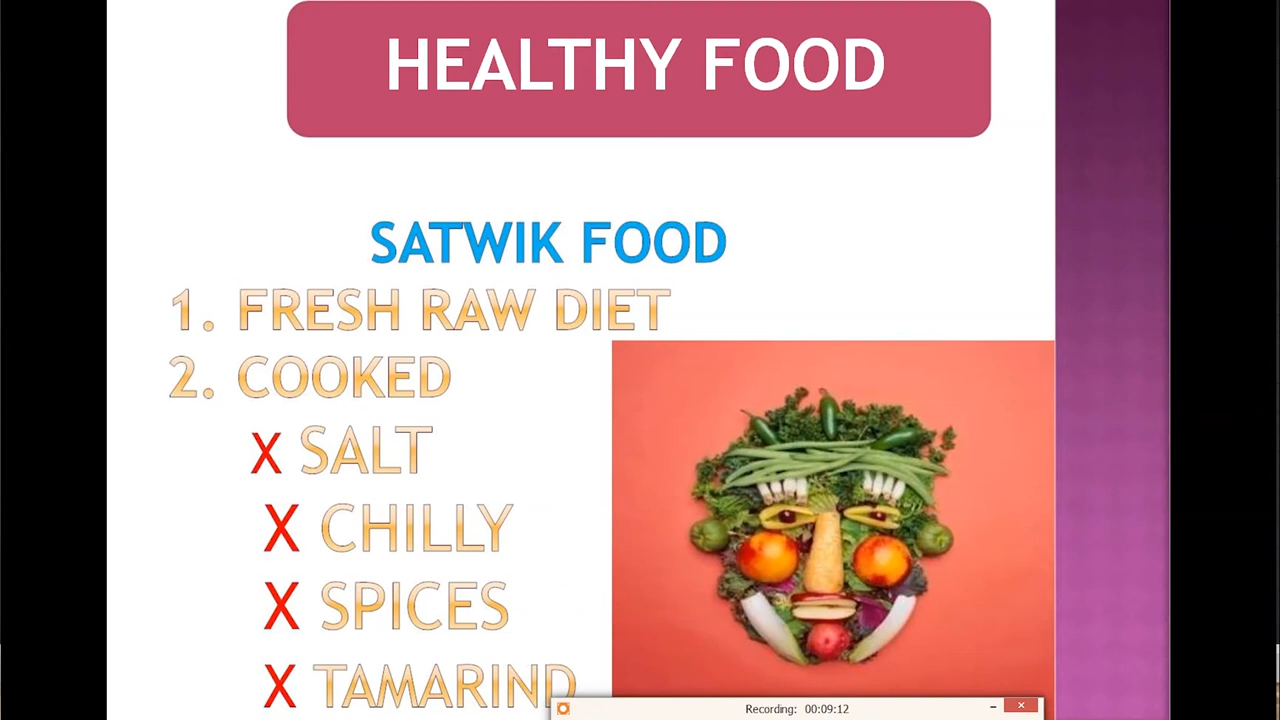 HEALTHY FOOD
SATWIK FOOD
1. FRESH RAW DIET
2. COOKED
X SALT
X CHILLY
X SPICES
X TAMARIND
Recording: 00:09:12